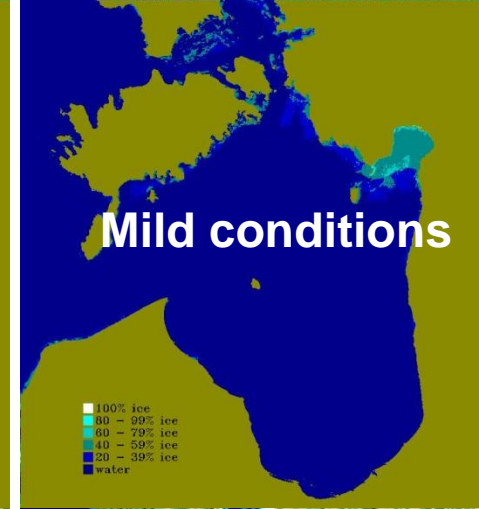 Mild conditions
100% ice
80 - 99% ice
60 - 79% ice
40 - 59% ice
20 - 39% ice
water